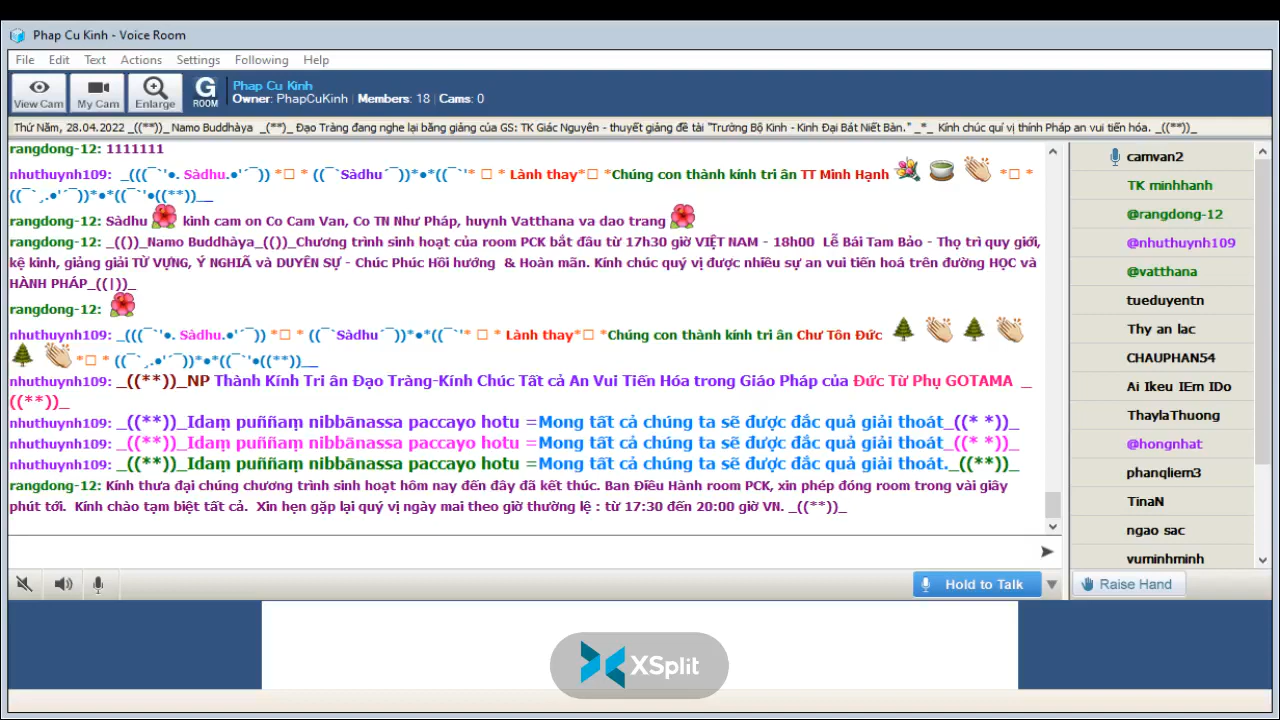 Phap Cu Kinh - Voice Room
File Edit Text Actions Settings Following Help
View Cam My Cam Enlarge G ROOM
Phap Cu Kinh
Owner: PhapCuKinh | Members: 18 | Cams: 0
Thứ Năm, 28.04.2022 _((**))_ Namo Buddhàya _(**)_ Đạo Tràng đang nghe lại băng giảng của GS: TK Giác Nguyên - thuyết giảng đề tài "Trường Bộ Kinh - Kinh Đại Bát Niết Bàn." _*_ Kính chúc quí vị thính Pháp an vui tiến hóa. _((**))_
rangdong-12: 1111111
nhuthuynh109: _(((¯`'•. Sàdhu.•'´¯)) *□ * ((¯`Sàdhu´¯))*•*((¯`'* □ * Lành thay*□ *Chúng con thành kính tri ân TT Minh Hạnh *□ *
((¯`¸.•'´¯))*•*((¯`'•((**))__
rangdong-12: Sàdhu kinh cam on Co Cam Van, Co TN Như Pháp, huynh Vatthana va dao trang
rangdong-12: _(())_Namo Buddhàya_(())_Chương trình sinh hoạt của room PCK bắt đâu từ 17h30 giờ VIỆT NAM - 18h00 Lễ Bái Tam Bảo - Thọ trì quy giới,
kệ kinh, giảng giải TỪ VỰNG, Ý NGHIÃ và DUYÊN SỰ - Chúc Phúc Hồi hướng & Hoàn mãn. Kính chúc quý vị được nhiều sự an vui tiến hoá trên đường HỌC và
HÀNH PHÁP_((|))_
rangdong-12:
nhuthuynh109: _(((¯`'•. Sàdhu.•'´¯)) *□ * ((¯`Sàdhu´¯))*•*((¯`'* □ * Lành thay*□ *Chúng con thành kính tri ân Chư Tôn Đức
*□ * ((¯`¸.•'´¯))*•*((¯`'•((**))__
nhuthuynh109: _((**))_NP Thành Kính Tri ân Đạo Tràng-Kính Chúc Tất cả An Vui Tiến Hóa trong Giáo Pháp của Đức Từ Phụ GOTAMA _
((**))_
nhuthuynh109: _((**))_Idaṃ puññaṃ nibbānassa paccayo hotu =Mong tất cả chúng ta sẽ được đắc quả giải thoát_((* *))_
nhuthuynh109: _((**))_Idaṃ puññaṃ nibbānassa paccayo hotu =Mong tất cả chúng ta sẽ được đắc quả giải thoát_((* *))_
nhuthuynh109: _((**))_Idaṃ puññaṃ nibbānassa paccayo hotu =Mong tất cả chúng ta sẽ được đắc quả giải thoát._((**))_
rangdong-12: Kính thưa đại chúng chương trình sinh hoạt hôm nay đến đây đã kết thúc. Ban Điều Hành room PCK, xin phép đóng room trong vài giây
phút tới. Kính chào tạm biệt tất cả. Xin hẹn gặp lại quý vị ngày mai theo giờ thường lệ : từ 17:30 đến 20:00 giờ VN. _((**))_
camvan2
TK minhhanh
@rangdong-12
@nhuthuynh109
@vatthana
tueduyentn
Thy an lac
CHAUPHAN54
Ai lkeu IEm IDo
ThaylaThuong
@hongnhat
phanqliem3
TinaN
ngao sac
vuminhminh
Hold to Talk
Raise Hand
XSplit